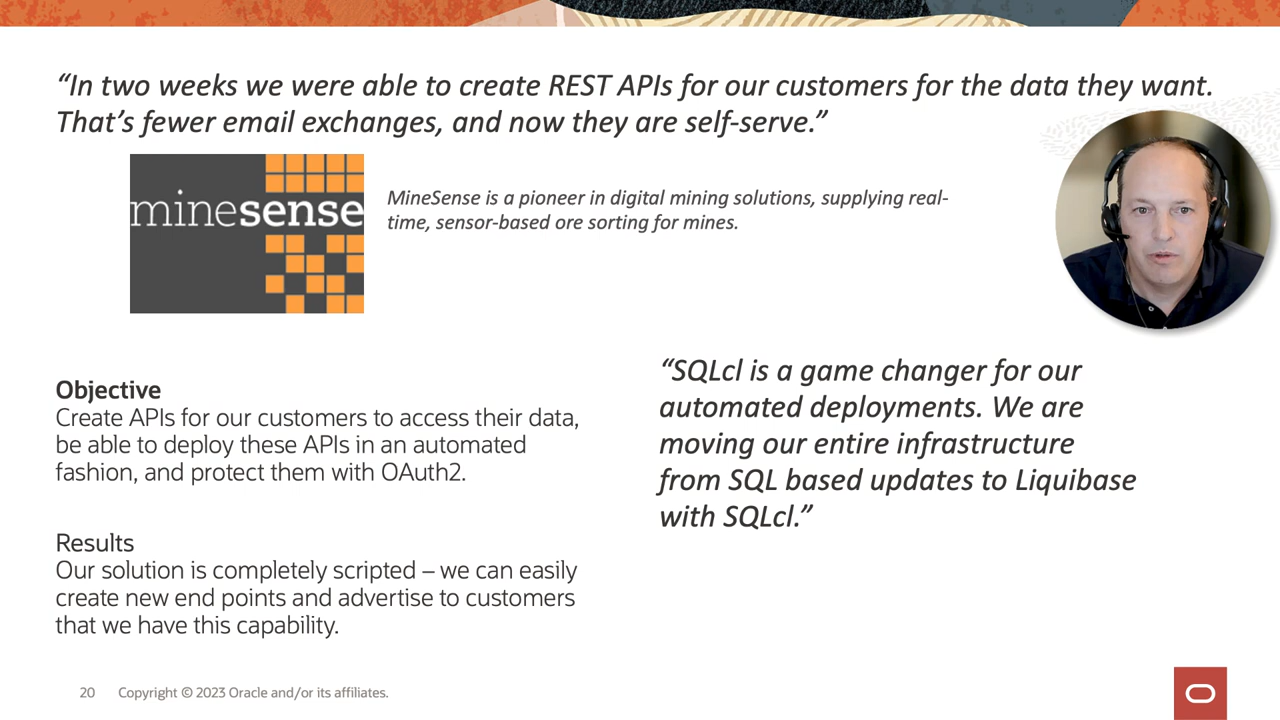 “In two weeks we were able to create REST APIs for our customers for the data they want.
That’s fewer email exchanges, and now they are self-serve.”
minesense
MineSense is a pioneer in digital mining solutions, supplying real-
time, sensor-based ore sorting for mines.
Objective
Create APIs for our customers to access their data,
be able to deploy these APIs in an automated
fashion, and protect them with OAuth2.
Results
Our solution is completely scripted – we can easily
create new end points and advertise to customers
that we have this capability.
“SQLcl is a game changer for our
automated deployments. We are
moving our entire infrastructure
from SQL based updates to Liquibase
with SQLcl.”
20 Copyright © 2023 Oracle and/or its affiliates.